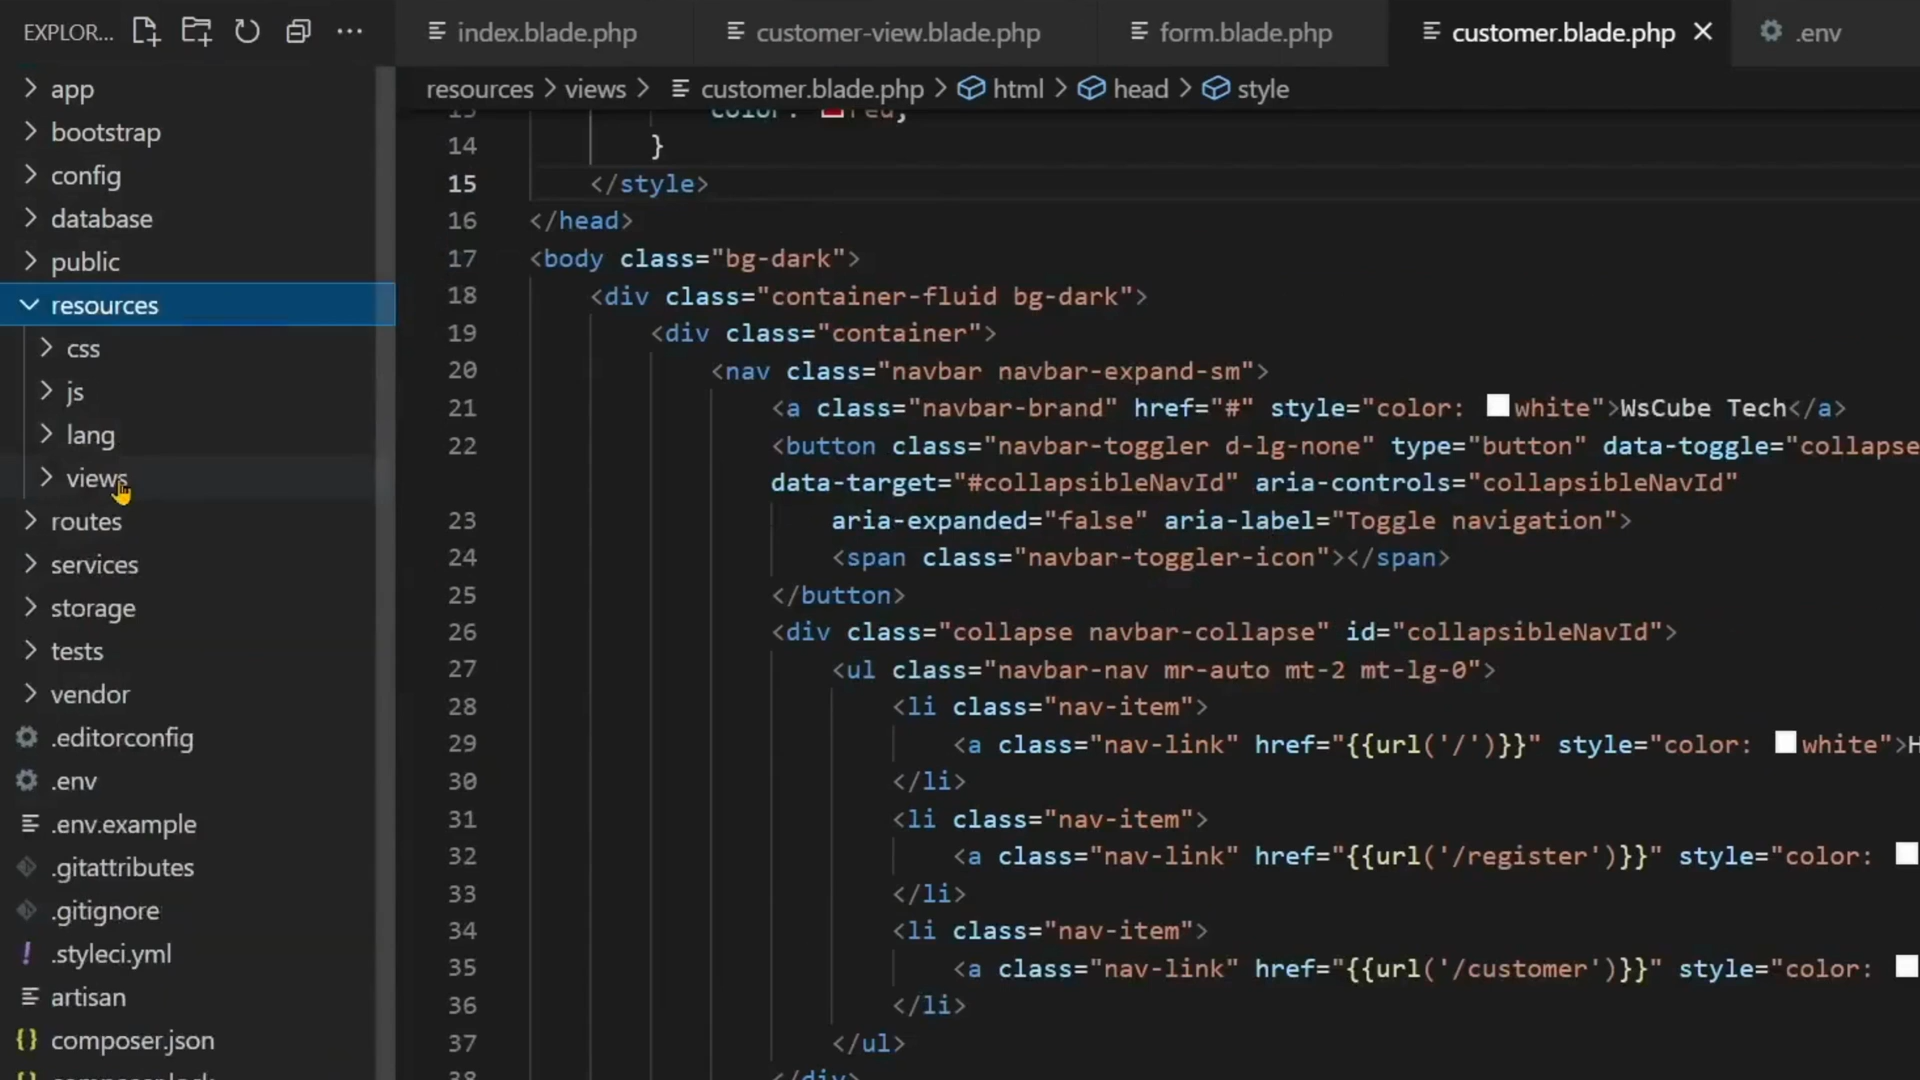 EXPLOR...
index.blade.php
customer-view.blade.php
form.blade.php
customer.blade.php
.env
resources > views > customer.blade.php > html > head > style
app
bootstrap
config
database
public
resources
css
js
lang
views
routes
services
storage
tests
vendor
.editorconfig
.env
.env.example
.gitattributes
.gitignore
.styleci.yml
artisan
composer.json
composer.lock
13 color: red;
14 }
15 </style>
16 </head>
17 <body class="bg-dark">
18 <div class="container-fluid bg-dark">
19 <div class="container">
20 <nav class="navbar navbar-expand-sm">
21 <a class="navbar-brand" href="#" style="color: white">WsCube Tech</a>
22 <button class="navbar-toggler d-lg-none" type="button" data-toggle="collapse
data-target="#collapsibleNavId" aria-controls="collapsibleNavId"
23 aria-expanded="false" aria-label="Toggle navigation">
24 <span class="navbar-toggler-icon"></span>
25 </button>
26 <div class="collapse navbar-collapse" id="collapsibleNavId">
27 <ul class="navbar-nav mr-auto mt-2 mt-lg-0">
28 <li class="nav-item">
29 <a class="nav-link" href="{{url('/')}}" style="color: white">H
30 </li>
31 <li class="nav-item">
32 <a class="nav-link" href="{{url('/register')}}" style="color:
33 </li>
34 <li class="nav-item">
35 <a class="nav-link" href="{{url('/customer')}}" style="color:
36 </li>
37 </ul>
38 </div>